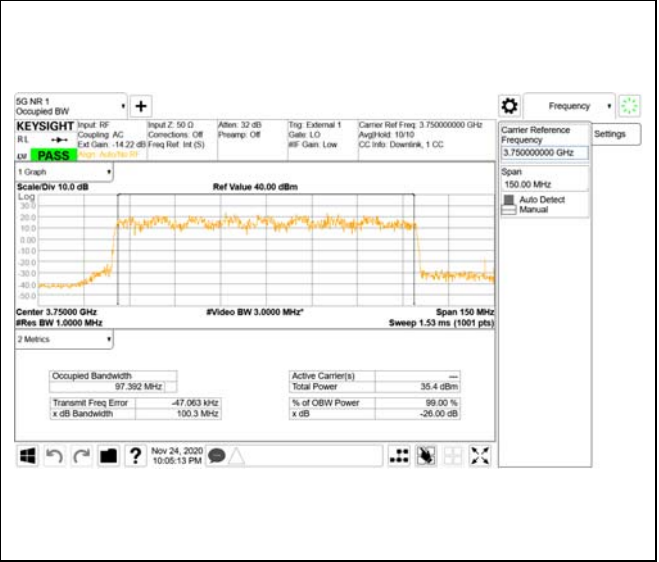 5G NR 1
Occupied BW
Frequency
KEYSIGHT
R L
PASS
Input: RF
Coupling: AC
Ext Gain: -14.22 dB
Align: Auto/No RF
Input Z: 50 Ω
Corrections: Off
Freq Ref: Int (S)
Atten: 32 dB
Preamp: Off
Trig: External 1
Gate: LO
#IF Gain: Low
Carrier Ref Freq: 3.750000000 GHz
Avg|Hold: 10/10
CC Info: Downlink, 1 CC
Carrier Reference
Frequency
3.750000000 GHz
Settings
Span
150.00 MHz
Auto Detect
Manual
1 Graph
Scale/Div 10.0 dB
Ref Value 40.00 dBm
Log
30.0
20.0
10.0
0.00
-10.0
-20.0
-30.0
-40.0
-50.0
Center 3.75000 GHz
#Video BW 3.0000 MHz*
Span 150 MHz
#Res BW 1.0000 MHz
Sweep 1.53 ms (1001 pts)
2 Metrics
Occupied Bandwidth
97.392 MHz
Transmit Freq Error
-47.063 kHz
x dB Bandwidth
100.3 MHz
Active Carrier(s)
---
Total Power
35.4 dBm
% of OBW Power
99.00 %
x dB
-26.00 dB
?
Nov 24, 2020
10:05:13 PM